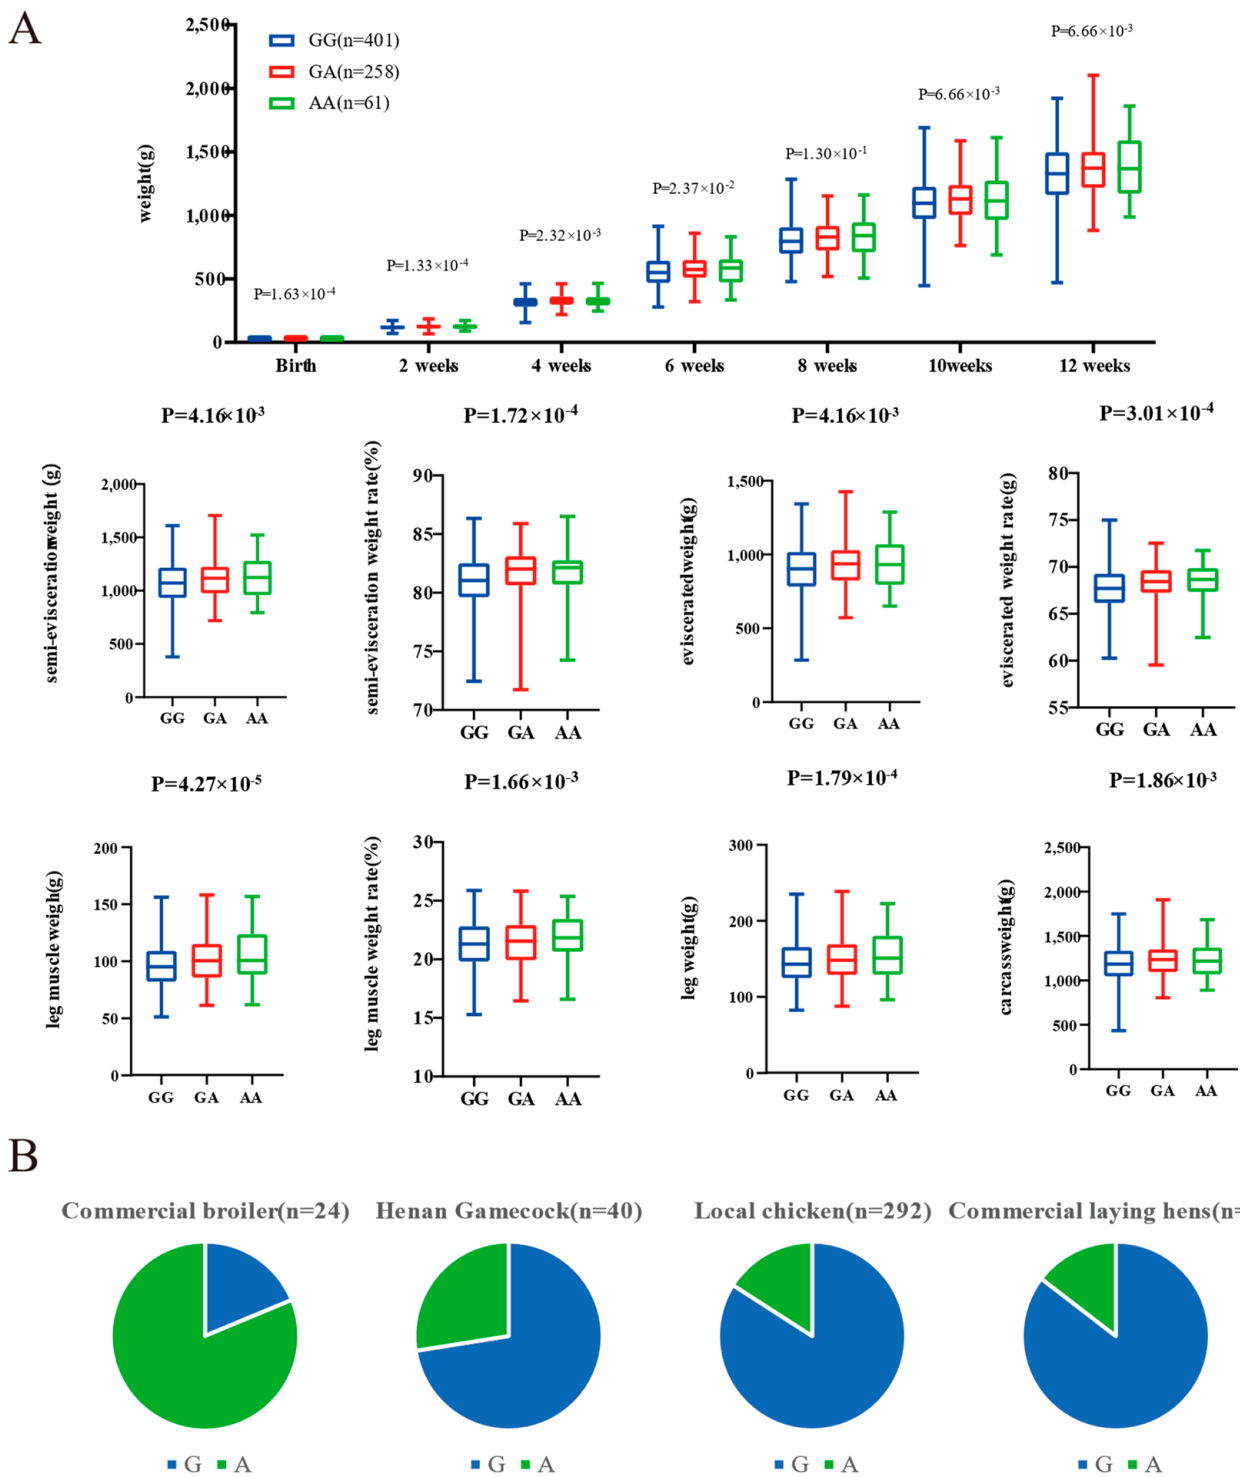 A
2,500
2,000
1,500
1,000
500
0
weight(g)
GG(n=401)
GA(n=258)
AA(n=61)
P=1.63×10-4
P=1.33×10-4
P=2.32×10-3
P=2.37×10-2
P=1.30×10-1
P=6.66×10-3
P=6.66×10-3
Birth
2 weeks
4 weeks
6 weeks
8 weeks
10weeks
12 weeks
P=4.16×10-3
semi-eviscerationweight (g)
2,000
1,500
1,000
500
0
GG GA AA
P=1.72×10-4
semi-evisceration weight rate(%)
90
85
80
75
70
GG GA AA
P=4.16×10-3
evisceratedweight(g)
1,500
1,000
500
0
GG GA AA
P=3.01×10-4
eviscerated weight rate(g)
80
75
70
65
60
55
GG GA AA
P=4.27×10-5
leg muscle weigh(g)
200
150
100
50
0
GG GA AA
P=1.66×10-3
leg muscle weight rate(%)
30
25
20
15
10
GG GA AA
P=1.79×10-4
leg weight(g)
300
200
100
0
GG GA AA
P=1.86×10-3
carcassweight(g)
2,500
2,000
1,500
1,000
500
0
GG GA AA
B
Commercial broiler(n=24)
G A
Henan Gamecock(n=40)
G A
Local chicken(n=292)
G A
Commercial laying hens(n=
G A